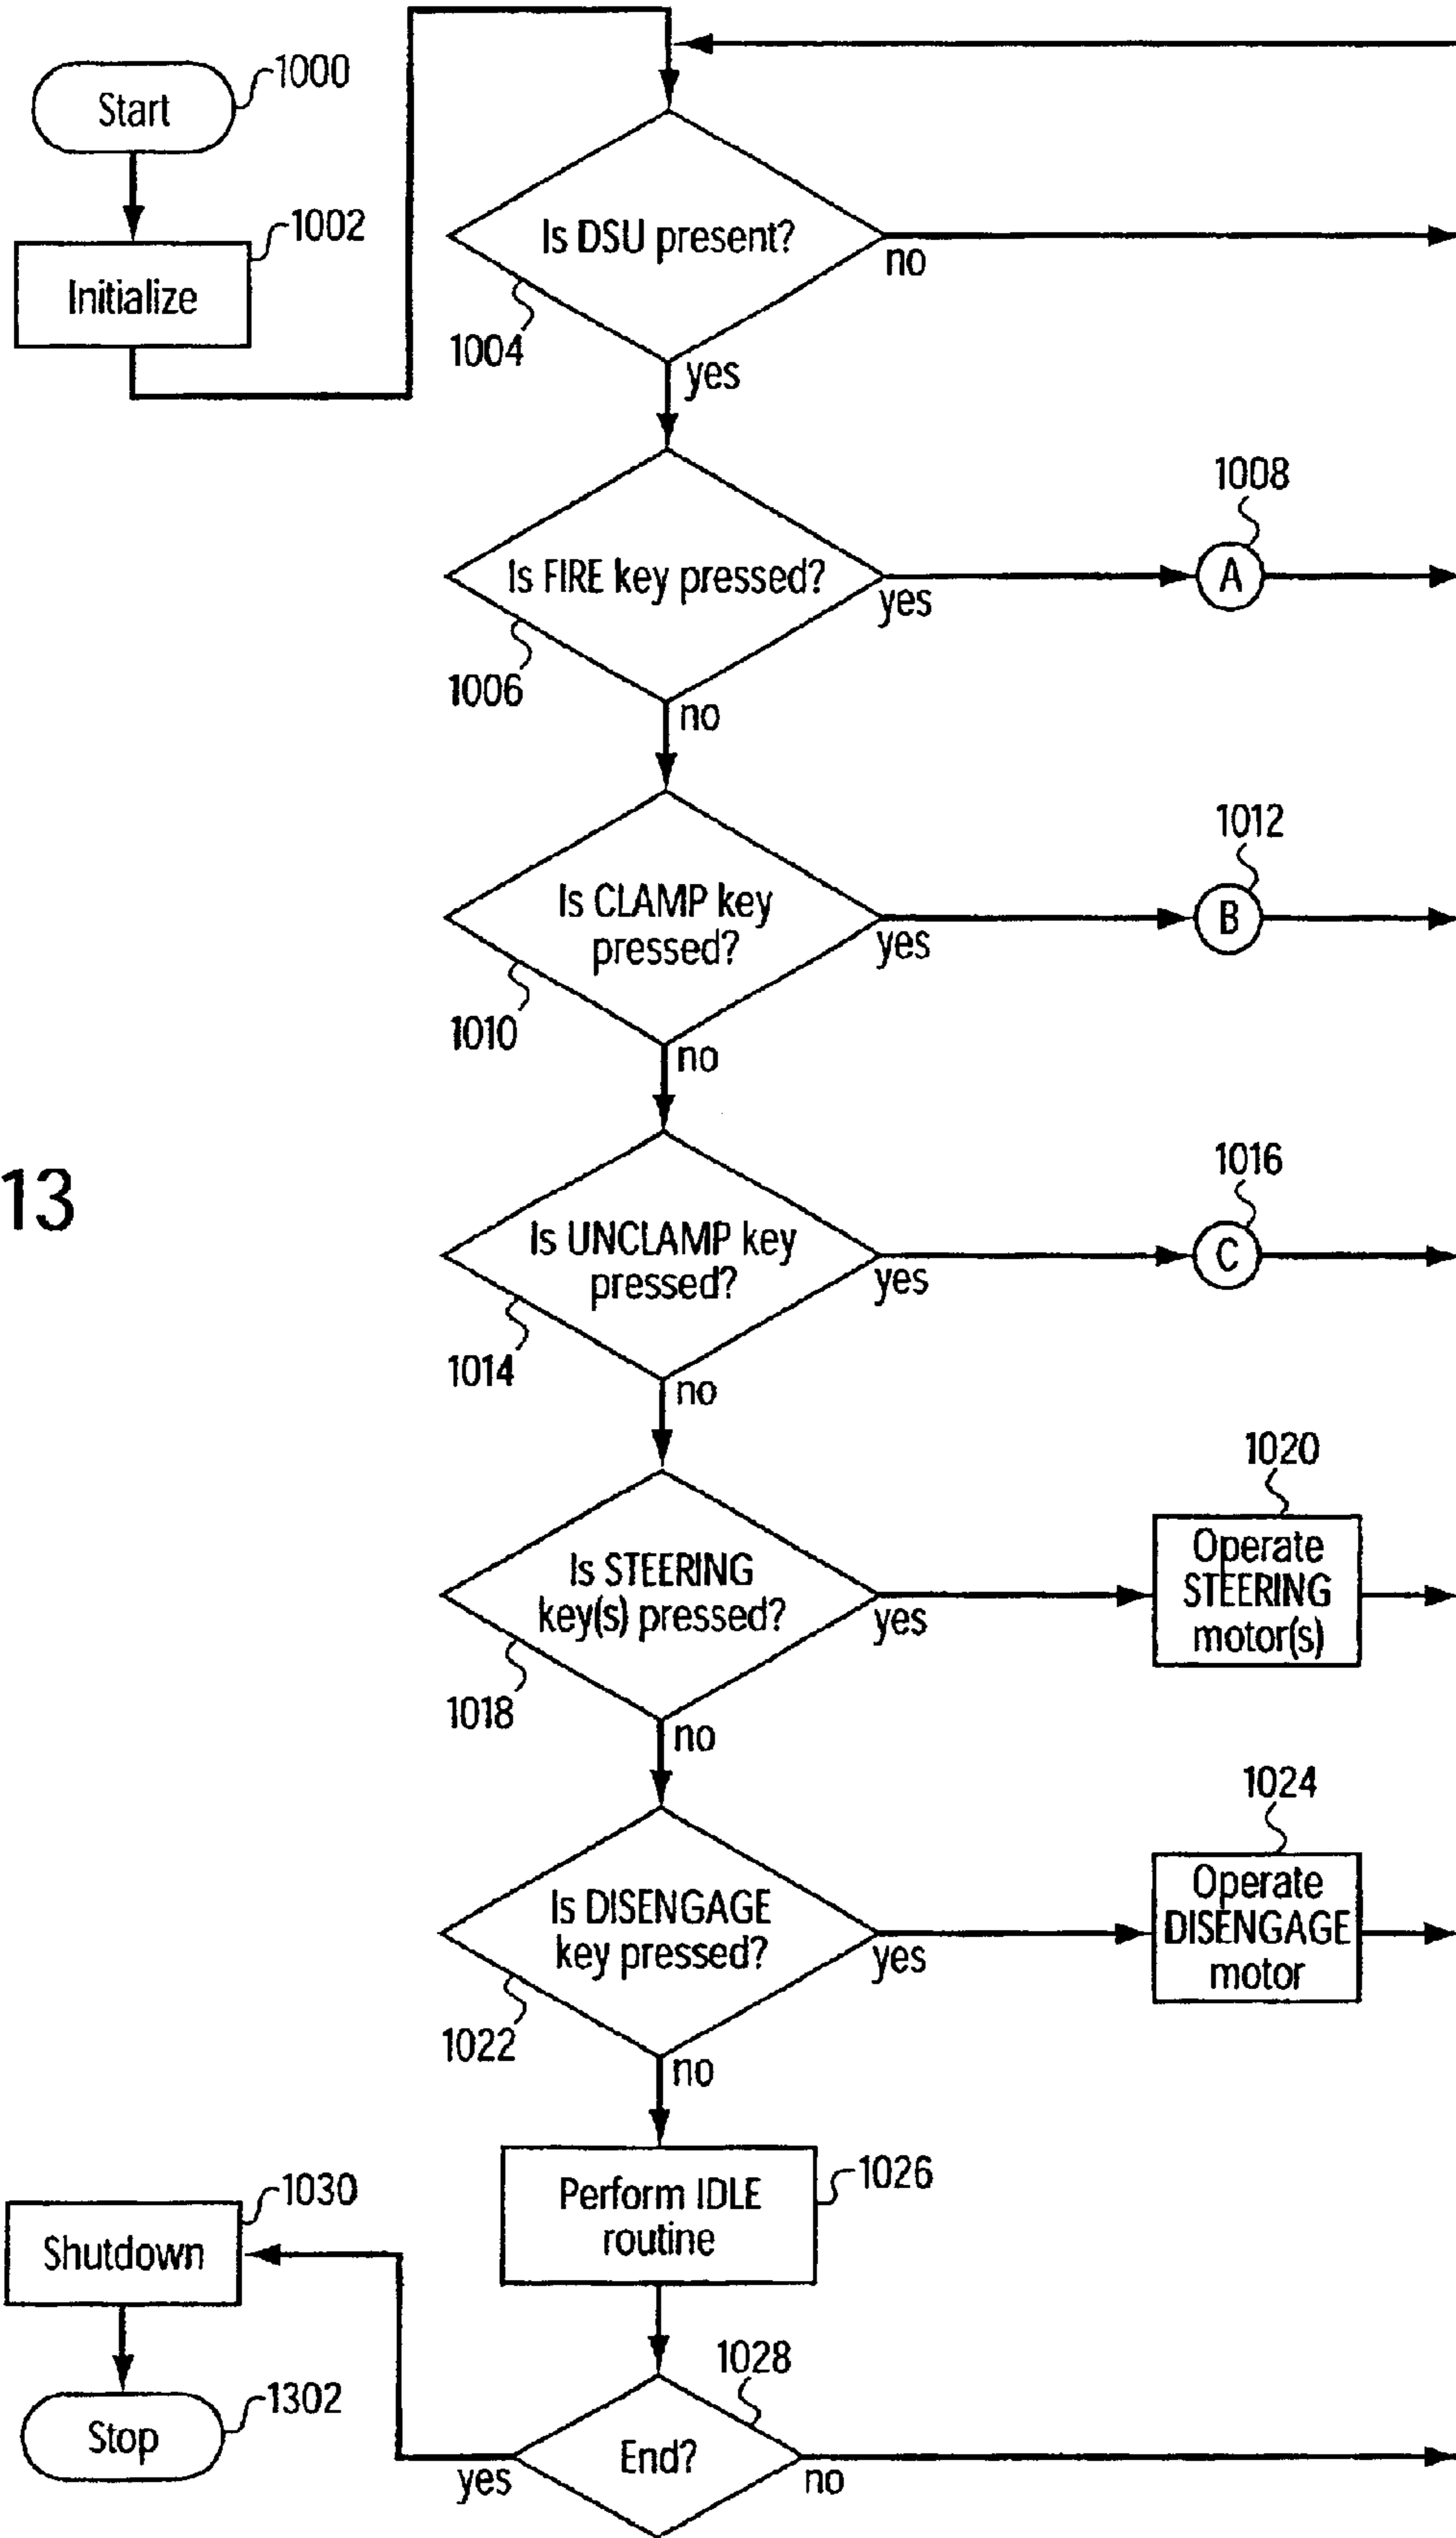 Start
1000
Initialize
1002
Is DSU present?
no
1004
yes
Is FIRE key pressed?
yes
1008
A
1006
no
Is CLAMP key
pressed?
yes
1012
B
1010
no
13
Is UNCLAMP key
pressed?
yes
1016
C
1014
no
Is STEERING
key(s) pressed?
yes
1020
Operate
STEERING
motor(s)
1018
no
Is DISENGAGE
key pressed?
yes
1024
Operate
DISENGAGE
motor
1022
no
Perform IDLE
routine
1026
End?
1028
no
yes
Shutdown
1030
Stop
1302